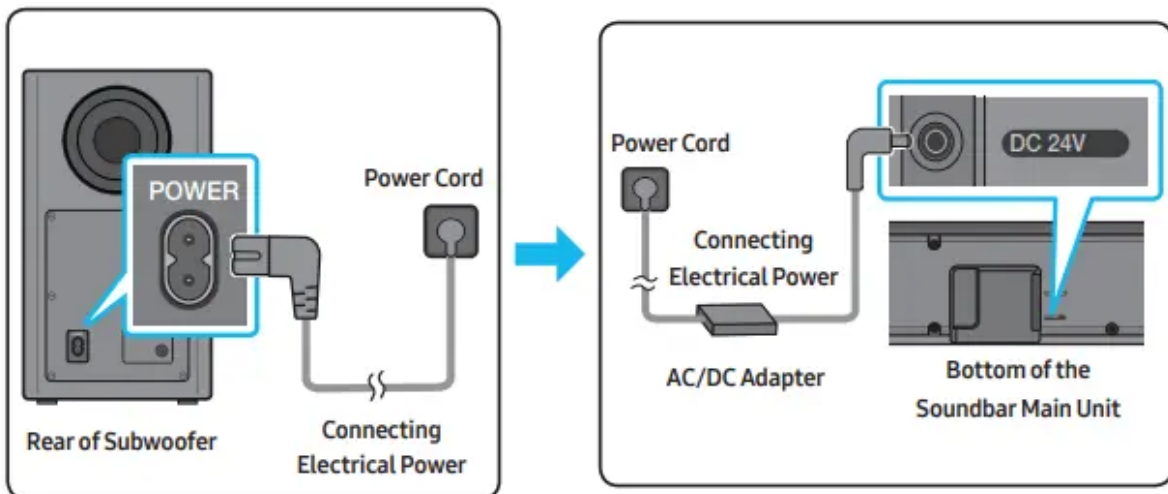 POWER
Power Cord
Rear of Subwoofer
Connecting
Electrical Power
Power Cord
DC 24V
Connecting
Electrical Power
AC/DC Adapter
Bottom of the
Soundbar Main Unit